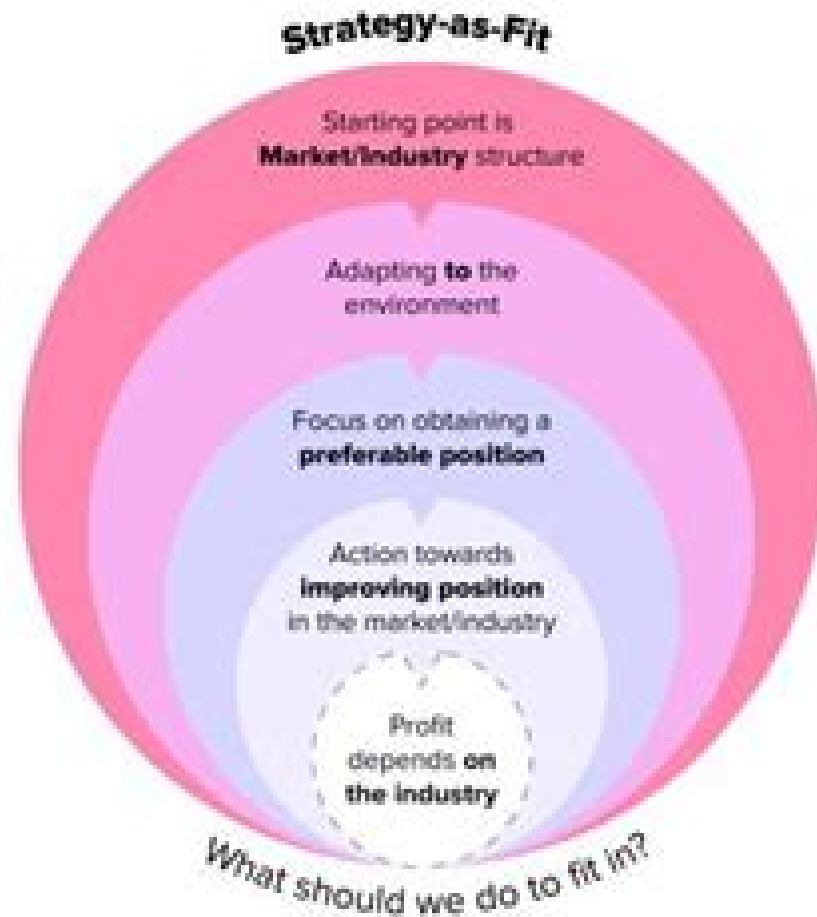 Strategy-as-Fit
Starting point is
Market/Industry structure
Adapting to the
environment
Focus on obtaining a
preferable position
Action towards
improving position
in the market/industry
Profit
depends on
the industry
What should we do to fit in?